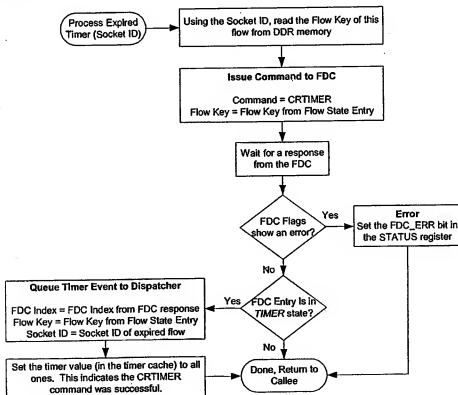 Process Expired
Timer (Socket ID)
Using the Socket ID, read the Flow Key of this
flow from DDR memory
Issue Command to FDC
Command = CRTIMER
Flow Key = Flow Key from Flow State Entry
Wait for a response
from the FDC
FDC Flags
show an error?
Yes
Error
Set the FDC_ERR bit in
the STATUS register
No
Queue Timer Event to Dispatcher
FDC Index = FDC Index from FDC response
Flow Key = Flow Key from Flow State Entry
Socket ID = Socket ID of expired flow
Yes
FDC Entry Is in
TIMER state?
No
Set the timer value (in the timer cache) to all
ones. This indicates the CRTIMER
command was successful.
Done, Return to
Callee